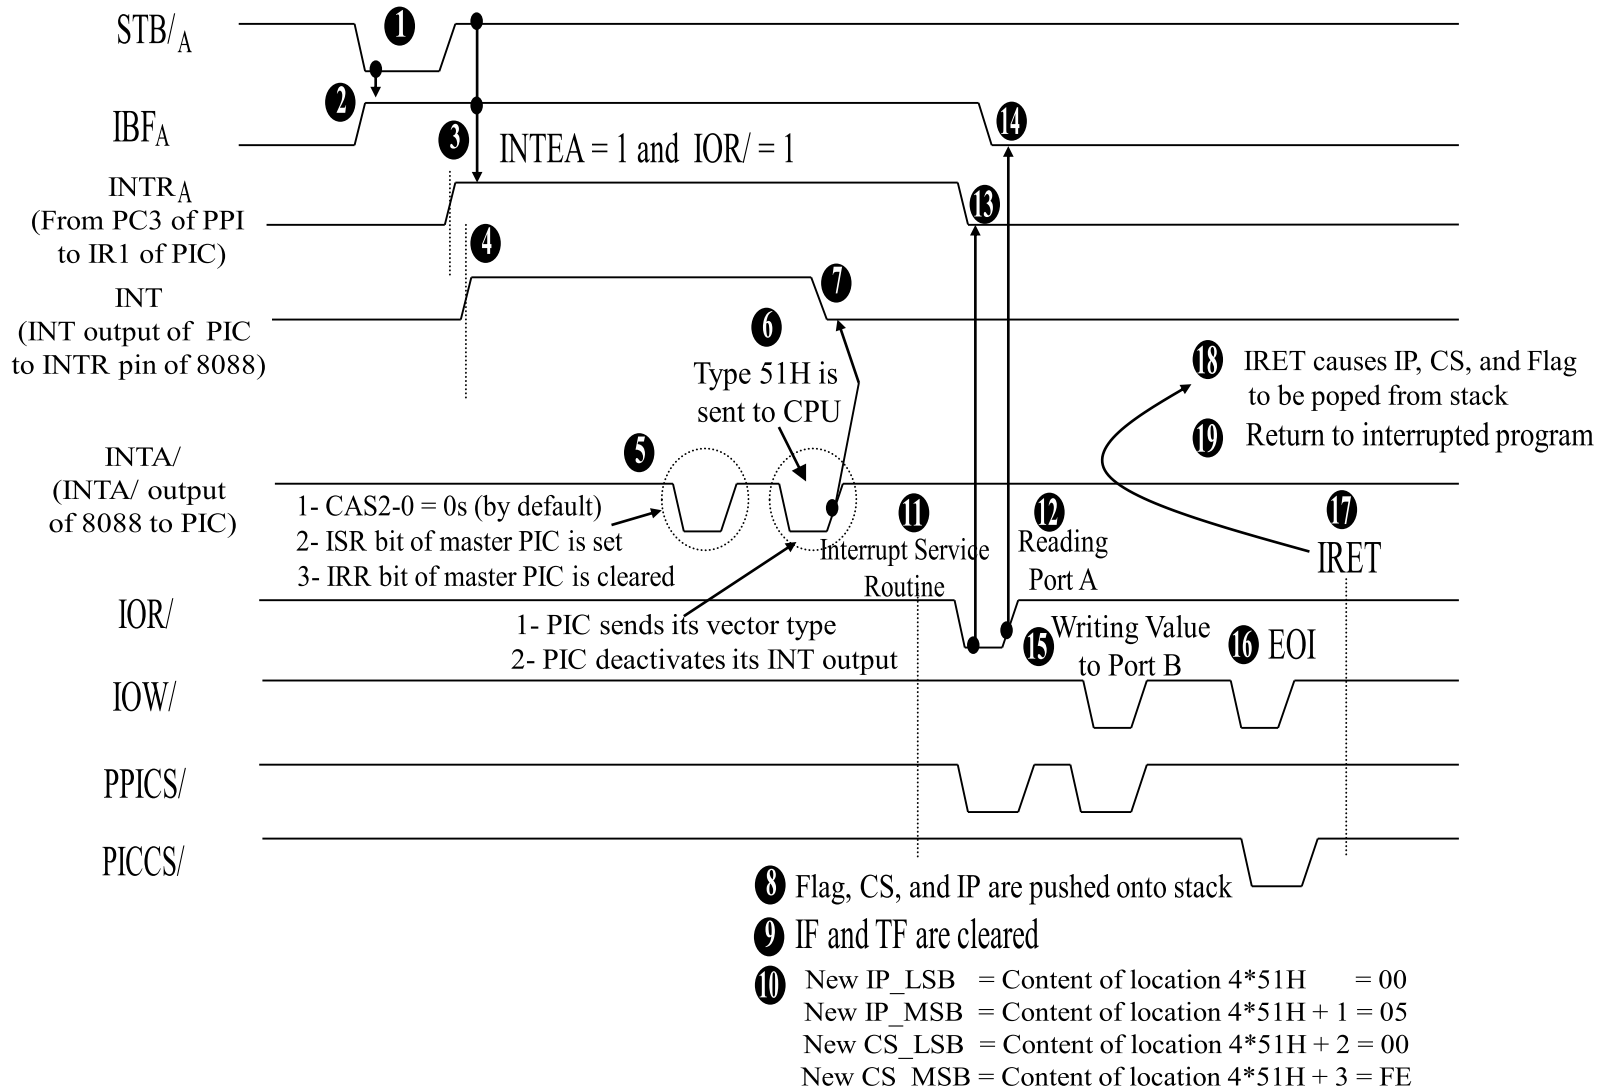 STB/A
1
2
IBFA
14
3
INTEA = 1 and IOR/ = 1
INTRA
(From PC3 of PPI
to IR1 of PIC)
13
4
INT
(INT output of PIC
to INTR pin of 8088)
7
6
Type 51H is
sent to CPU
18 IRET causes IP, CS, and Flag
to be poped from stack
19 Return to interrupted program
5
INTA/
(INTA/ output
of 8088 to PIC)
1- CAS2-0 = 0s (by default)
2- ISR bit of master PIC is set
3- IRR bit of master PIC is cleared
11
Interrupt Service
Routine
12
Reading
Port A
17
IRET
IOR/
1- PIC sends its vector type
2- PIC deactivates its INT output
15 Writing Value
to Port B
16 EOI
IOW/
PPICS/
PICCS/
8 Flag, CS, and IP are pushed onto stack
9 IF and TF are cleared
10 New IP_LSB = Content of location 4*51H = 00
New IP_MSB = Content of location 4*51H + 1 = 05
New CS_LSB = Content of location 4*51H + 2 = 00
New CS_MSB = Content of location 4*51H + 3 = FE